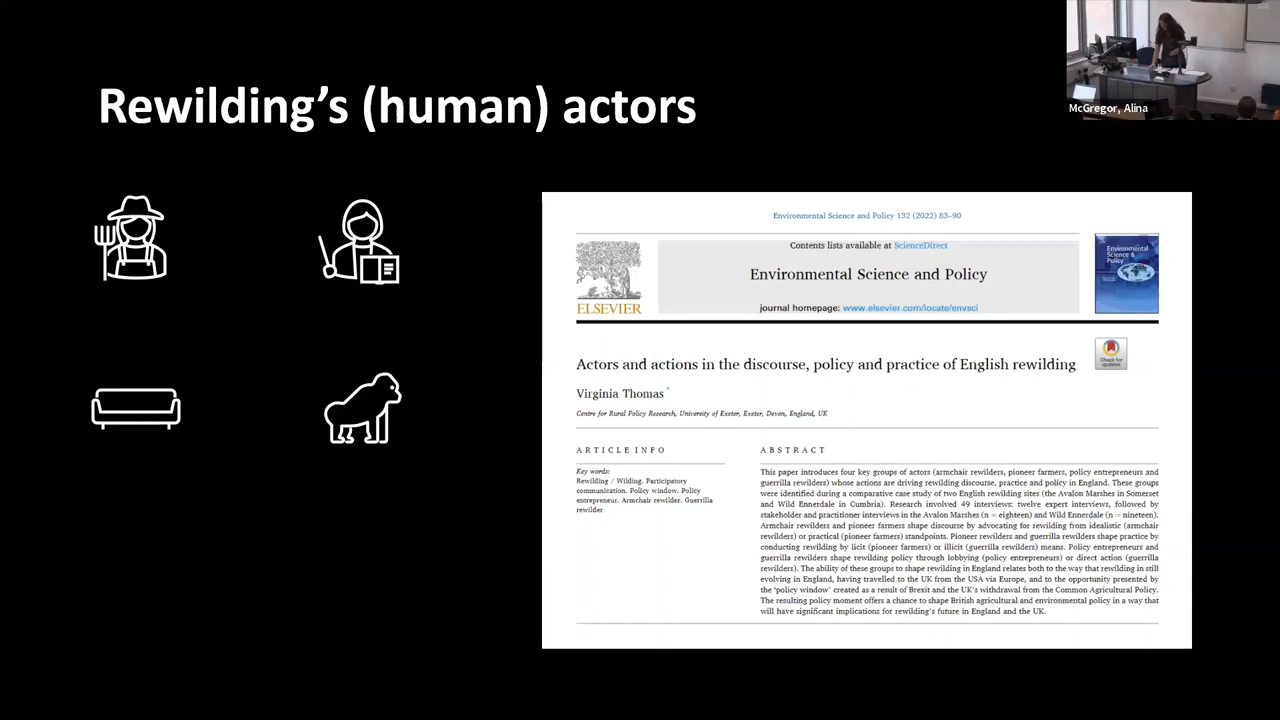 Rewilding's (human) actors
McGregor, Alina
Environmental Science and Policy 132 (2022) 83–90
Contents lists available at ScienceDirect
Environmental Science and Policy
journal homepage: www.elsevier.com/locate/envsci
ELSEVIER
Environmental
Science &
Policy
Check for
updates
Actors and actions in the discourse, policy and practice of English rewilding
Virginia Thomas *
Centre for Rural Policy Research, University of Exeter, Exeter, Devon, England, UK
ARTICLE INFO
Key words:
Rewilding / Wilding. Participatory
communication. Policy window. Policy
entrepreneur. Armchair rewilder. Guerrilla
rewilder
ABSTRACT
This paper introduces four key groups of actors (armchair rewilders, pioneer farmers, policy entrepreneurs and
guerrilla rewilders) whose actions are driving rewilding discourse, practice and policy in England. These groups
were identified during a comparative case study of two English rewilding sites (the Avalon Marshes in Somerset
and Wild Ennerdale in Cumbria). Research involved 49 interviews: twelve expert interviews, followed by
stakeholder and practitioner interviews in the Avalon Marshes (n = eighteen) and Wild Ennerdale (n = nineteen).
Armchair rewilders and pioneer farmers shape discourse by advocating for rewilding from idealistic (armchair
rewilders) or practical (pioneer farmers) standpoints. Pioneer rewilders and guerrilla rewilders shape practice by
conducting rewilding by licit (pioneer farmers) or illicit (guerrilla rewilders) means. Policy entrepreneurs and
guerrilla rewilders shape rewilding policy through lobbying (policy entrepreneurs) or direct action (guerrilla
rewilders). The ability of these groups to shape rewilding in England relates both to the way that rewilding in still
evolving in England, having travelled to the UK from the USA via Europe, and to the opportunity presented by
the 'policy window' created as a result of Brexit and the UK's withdrawal from the Common Agricultural Policy.
The resulting policy moment offers a chance to shape British agricultural and environmental policy in a way that
will have significant implications for rewilding's future in England and the UK.